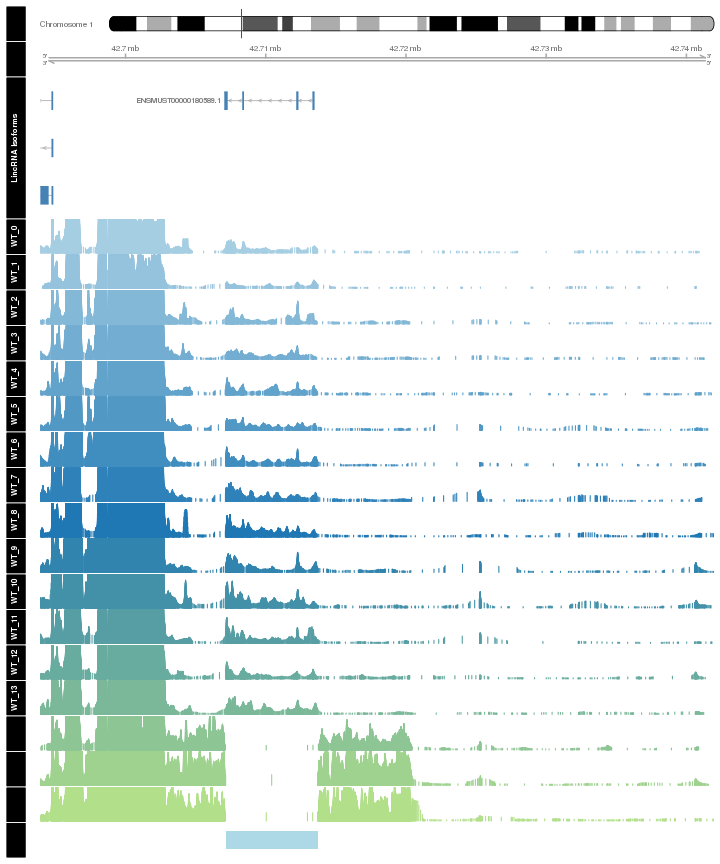 Chromosome 1
42.7 mb 42.71 mb 42.72 mb 42.73 mb 42.74 mb
5' 3'
3' 5'
LincRNA Isoforms
ENSMUST00000180589.1
WT_0
WT_1
WT_2
WT_3
WT_4
WT_5
WT_6
WT_7
WT_8
WT_9
WT_10
WT_11
WT_12
WT_13